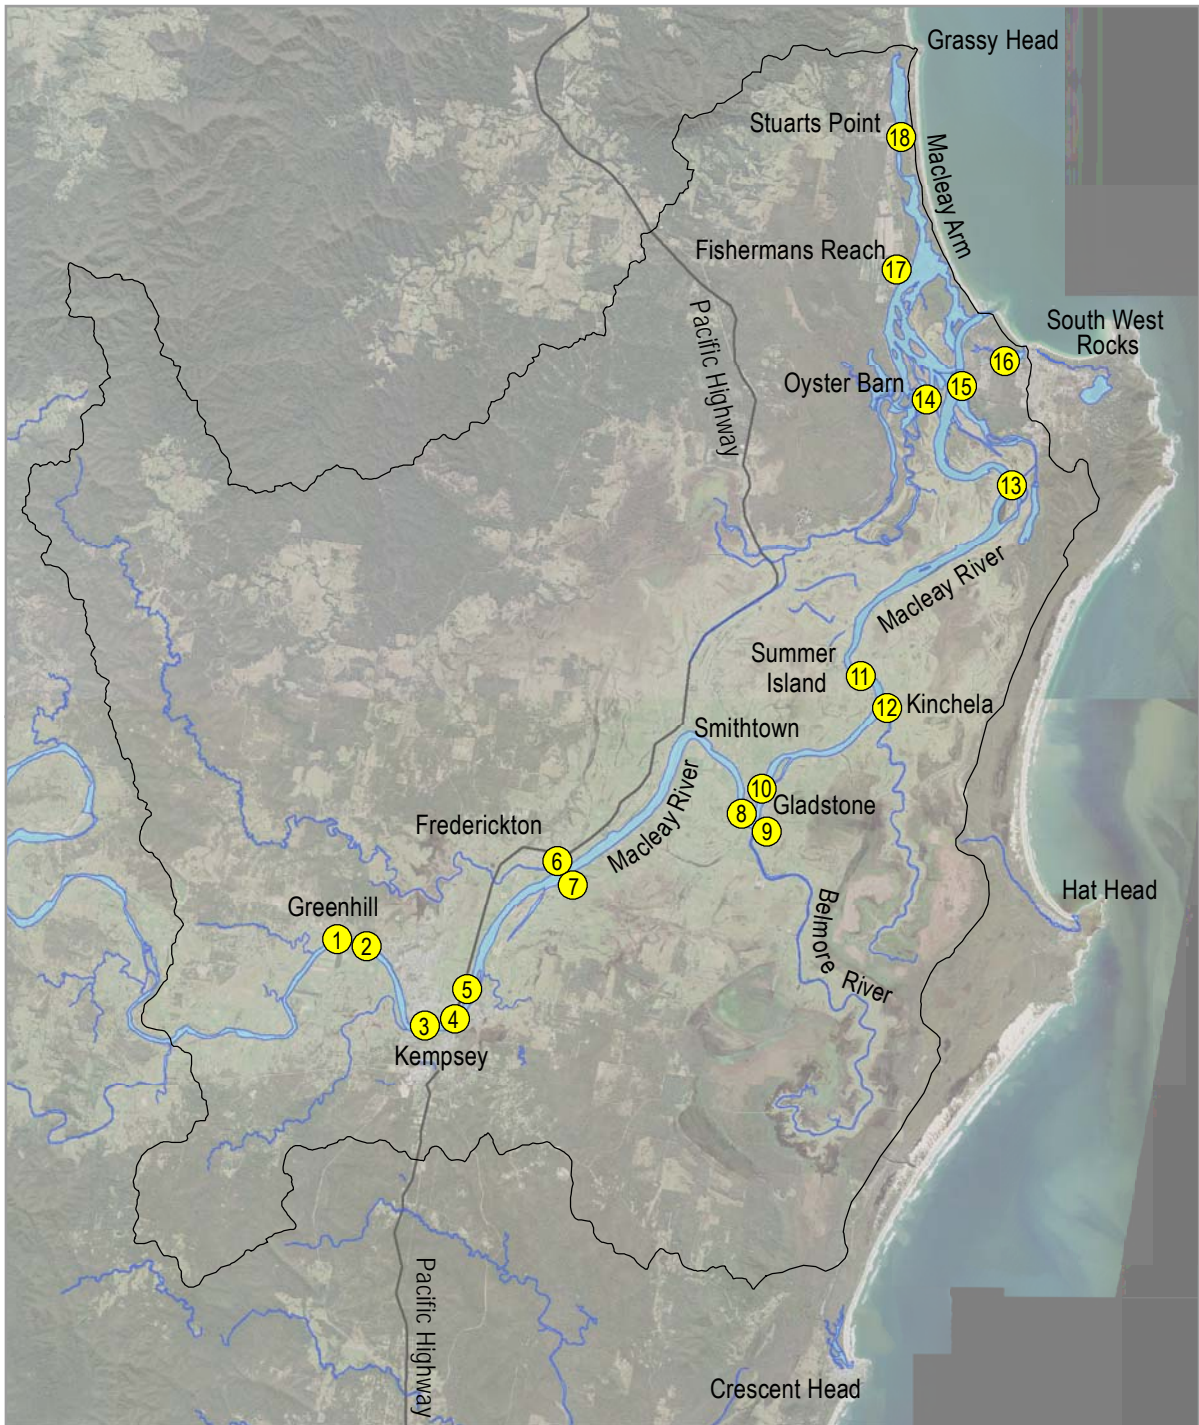 Grassy Head
Stuarts Point
18
Macleay Arm
Fishermans Reach
17
Pacific Highway
South West
Rocks
16
Oyster Barn
15
14
13
Macleay River
Summer
Island
11
12
Kinchela
Smithtown
10
Gladstone
8
9
Frederickton
6
7
Macleay River
Belmore River
Hat Head
Greenhill
1
2
5
4
3
Kempsey
Pacific Highway
Crescent Head